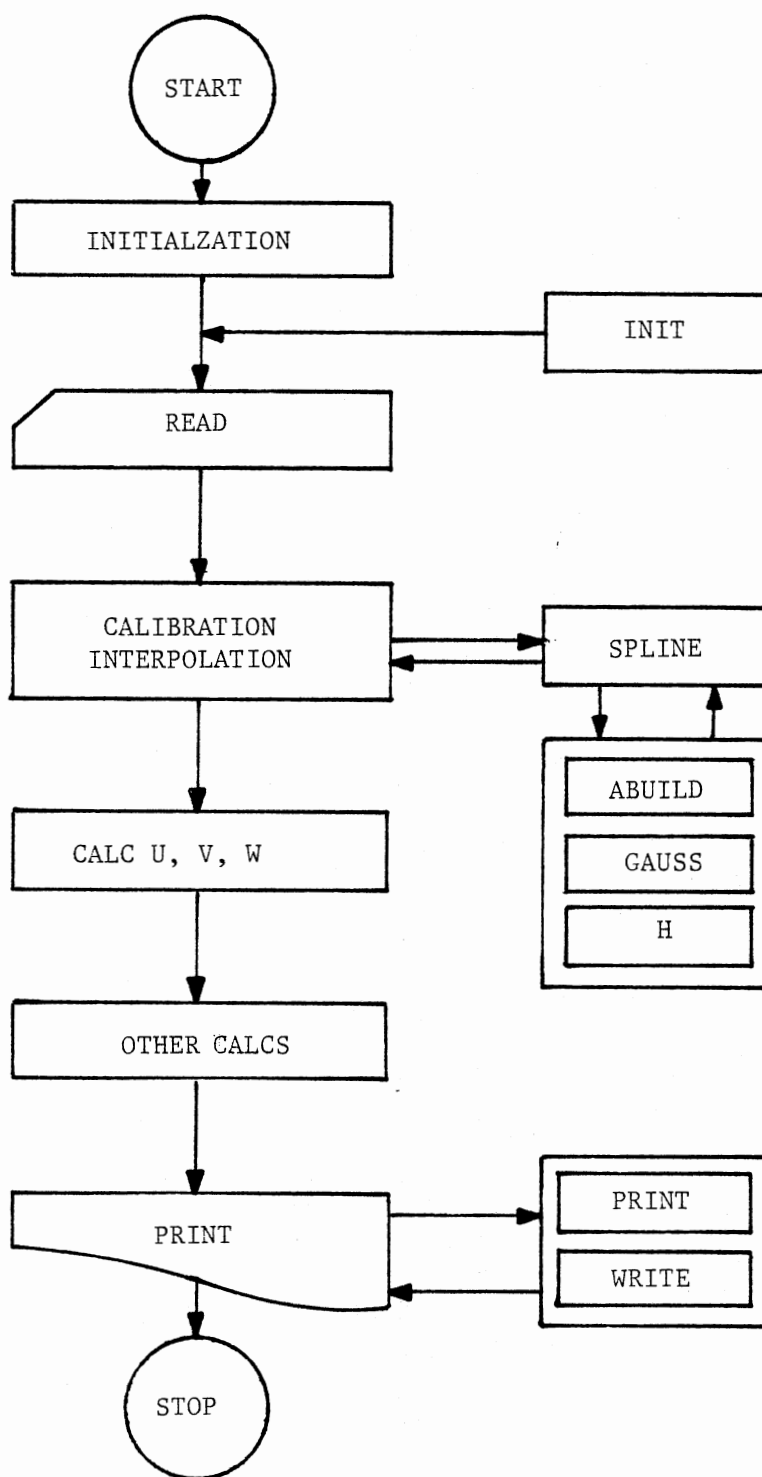 START
INITIALZATION
INIT
READ
CALIBRATION
INTERPOLATION
SPLINE
ABUILD
GAUSS
H
CALC U, V, W
OTHER CALCS
PRINT
PRINT
WRITE
STOP